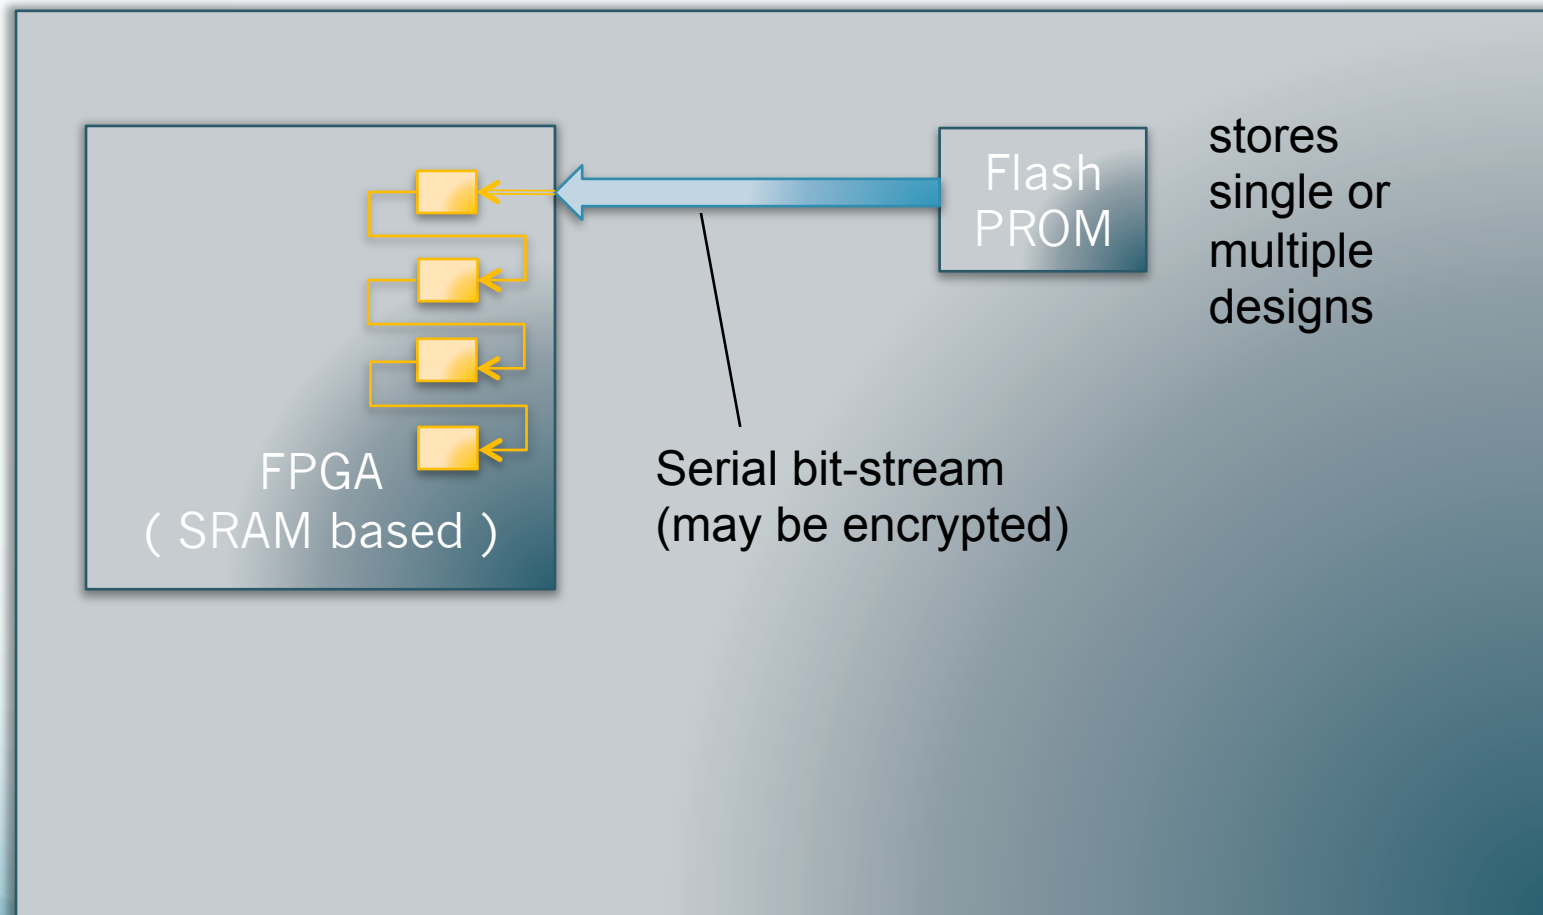 Flash
PROM
stores
single or
multiple
designs
FPGA
( SRAM based )
Serial bit-stream
(may be encrypted)